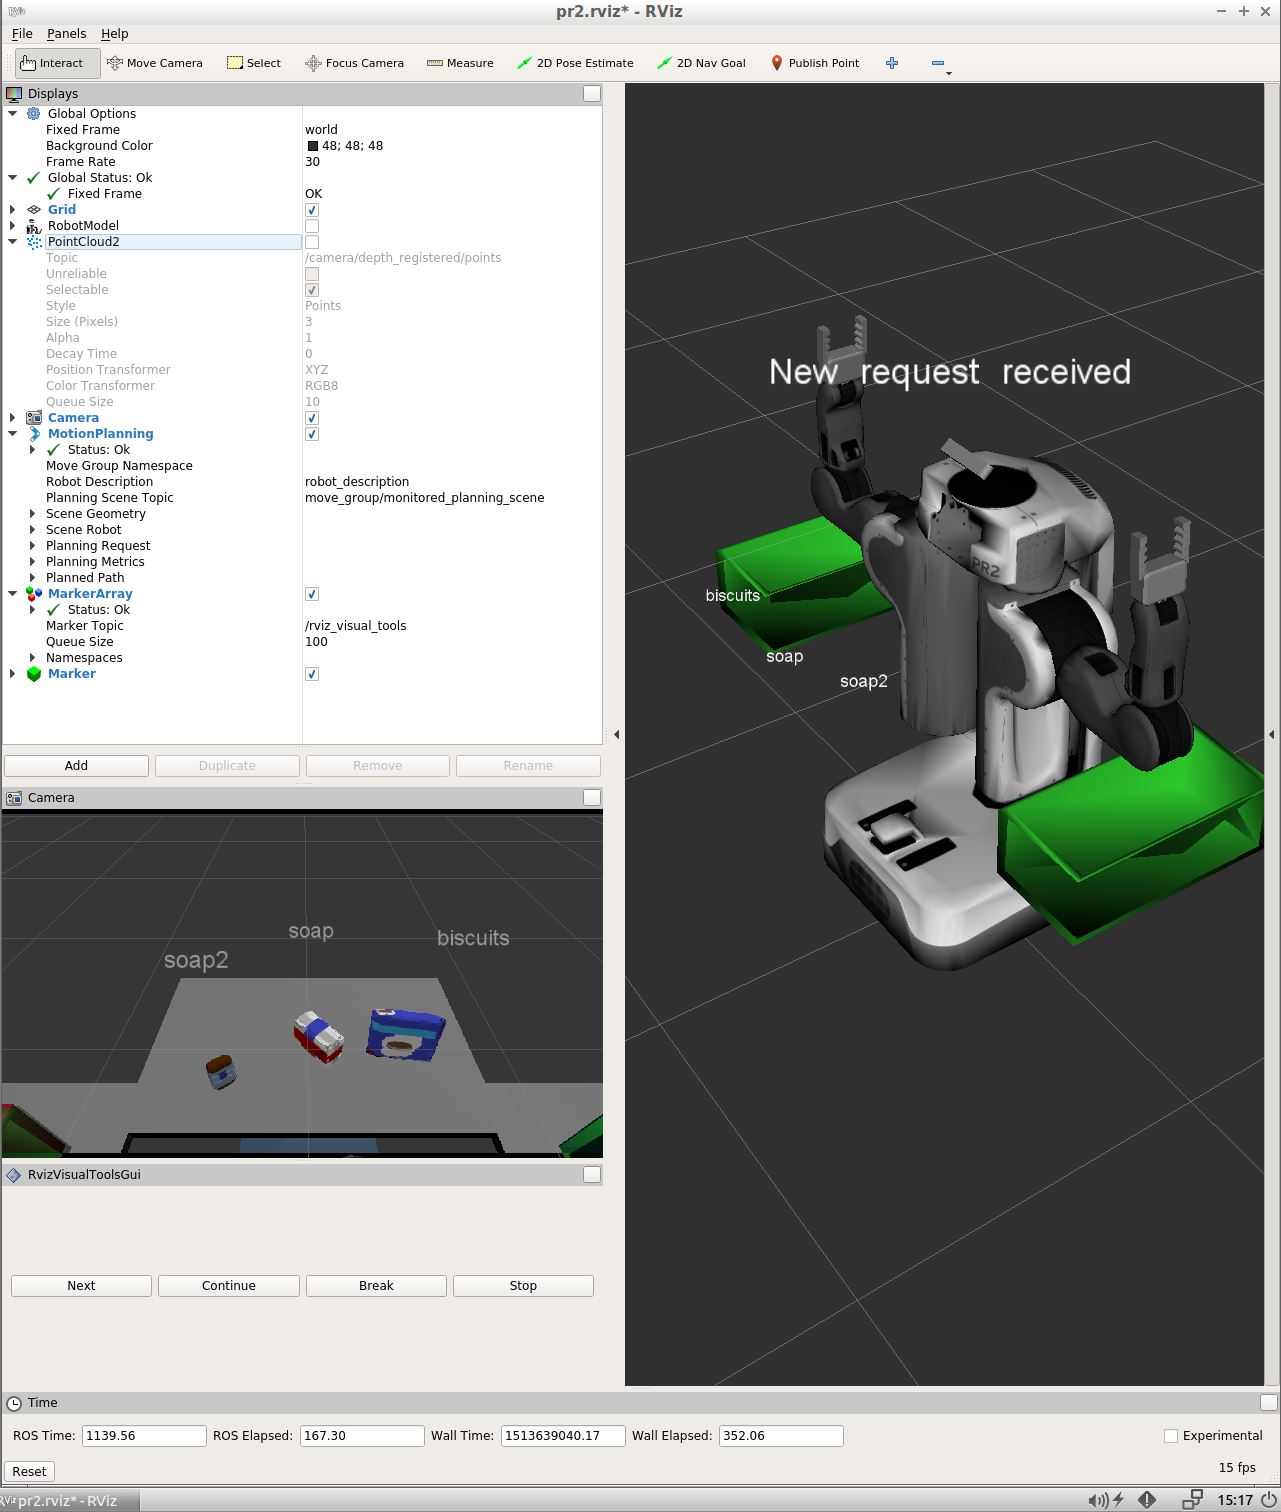 pr2.rviz* - RViz
File Panels Help
Interact Move Camera Select Focus Camera Measure 2D Pose Estimate 2D Nav Goal Publish Point
Displays
Global Options
Fixed Frame world
Background Color 48; 48; 48
Frame Rate 30
Global Status: Ok
Fixed Frame OK
Grid
RobotModel
PointCloud2
Topic /camera/depth_registered/points
Unreliable
Selectable
Style Points
Size (Pixels) 3
Alpha 1
Decay Time 0
Position Transformer XYZ
Color Transformer RGB8
Queue Size 10
Camera
MotionPlanning
Status: Ok
Move Group Namespace
Robot Description robot_description
Planning Scene Topic move_group/monitored_planning_scene
Scene Geometry
Scene Robot
Planning Request
Planning Metrics
Planned Path
MarkerArray
Status: Ok
Marker Topic /rviz_visual_tools
Queue Size 100
Namespaces
Marker
Add Duplicate Remove Rename
Camera
soap
biscuits
soap2
RvizVisualToolsGui
Next Continue Break Stop
New request received
PR2
biscuits
soap
soap2
Time
ROS Time: 1139.56 ROS Elapsed: 167.30 Wall Time: 1513639040.17 Wall Elapsed: 352.06 Experimental
Reset 15 fps
pr2.rviz* - RViz 15:17